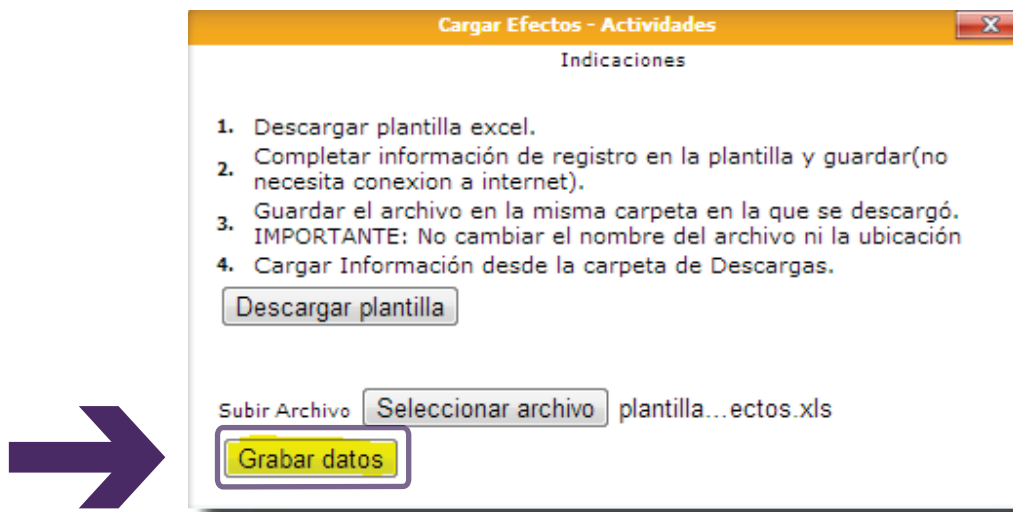 Cargar Efectos - Actividades
X
Indicaciones
1. Descargar plantilla excel.
2. Completar información de registro en la plantilla y guardar(no
necesita conexion a internet).
3. Guardar el archivo en la misma carpeta en la que se descargó.
IMPORTANTE: No cambiar el nombre del archivo ni la ubicación
4. Cargar Información desde la carpeta de Descargas.
Descargar plantilla
Subir Archivo Seleccionar archivo plantilla...ectos.xls
Grabar datos